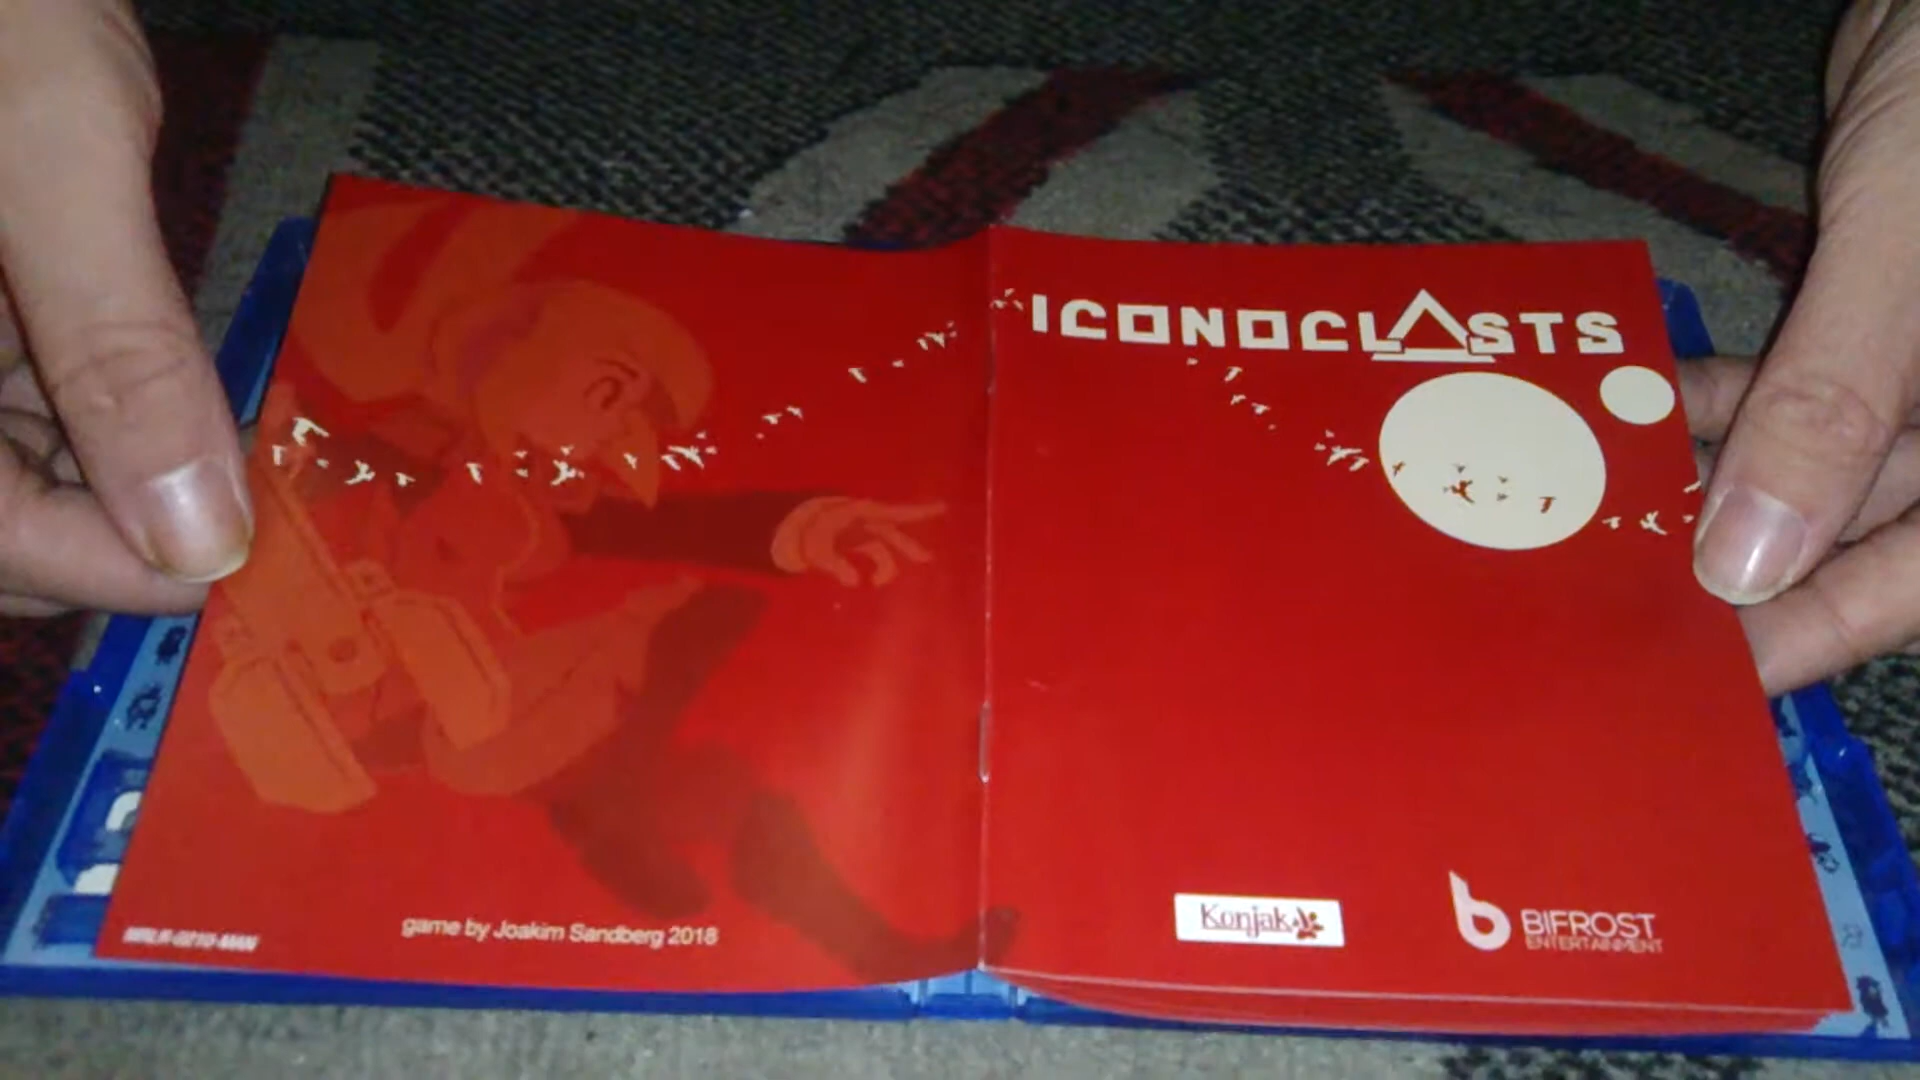 ICONOCLASTS
game by Joakim Sandberg 2018
Konjak
BIFROST
ENTERTAINMENT